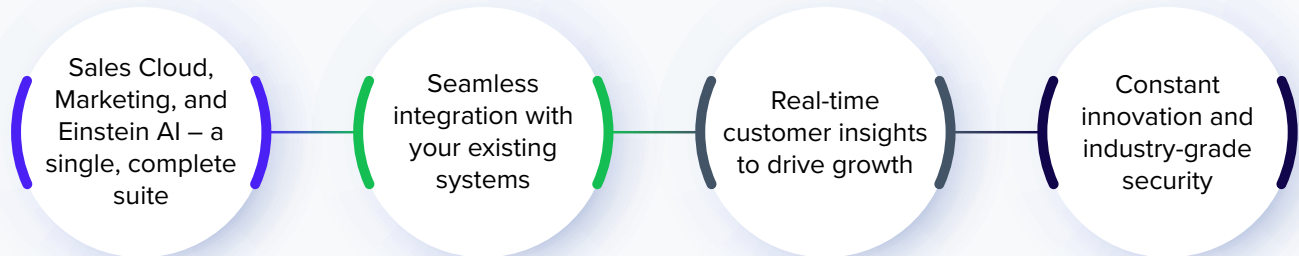 Sales Cloud,
Marketing, and
Einstein AI – a
single, complete
suite
Seamless
integration with
your existing
systems
Real-time
customer insights
to drive growth
Constant
innovation and
industry-grade
security